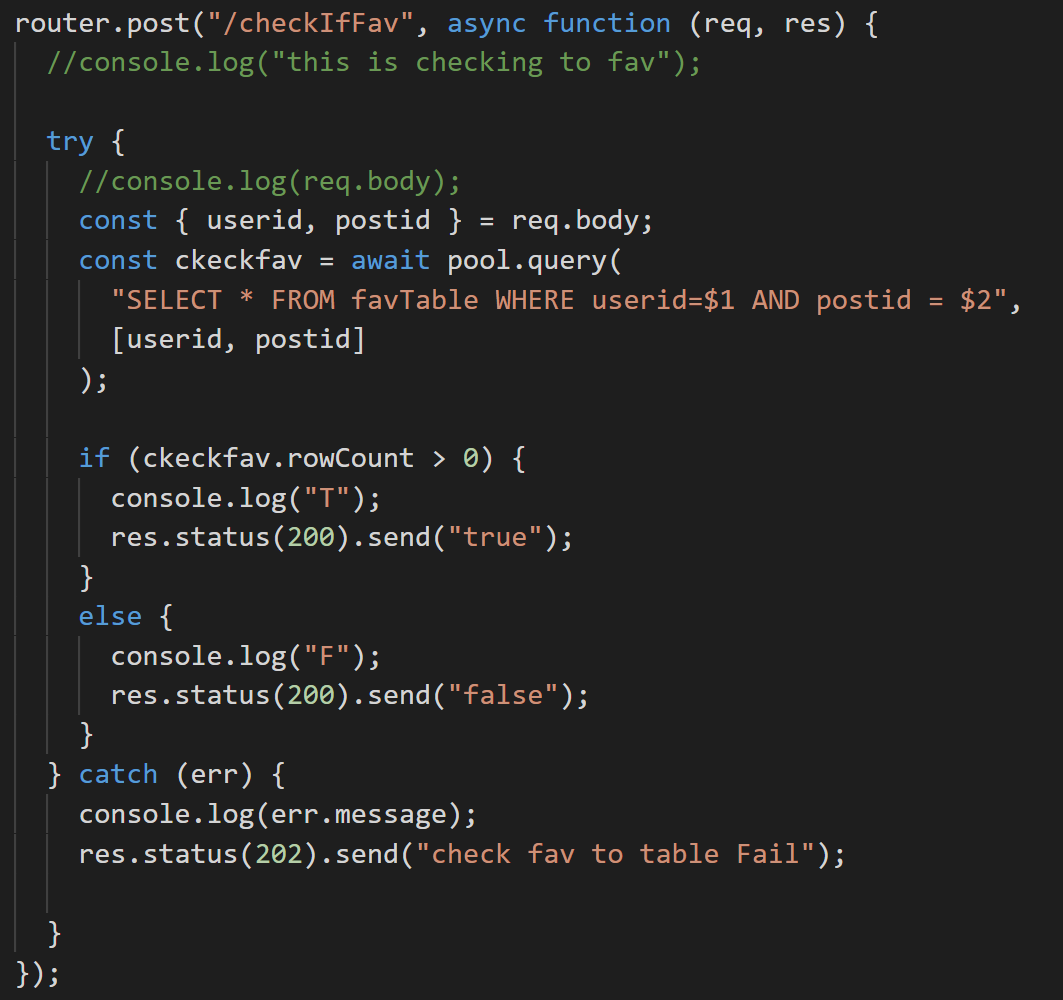 router.post("/checkIfFav", async function (req, res) {
//console.log("this is checking to fav");
try {
//console.log(req.body);
const { userid, postid } = req.body;
const ckeckfav = await pool.query(
"SELECT * FROM favTable WHERE userid=$1 AND postid = $2",
[userid, postid]
);
if (ckeckfav.rowCount > 0) {
console.log("T");
res.status(200).send("true");
}
else {
console.log("F");
res.status(200).send("false");
}
} catch (err) {
console.log(err.message);
res.status(202).send("check fav to table Fail");
}
});